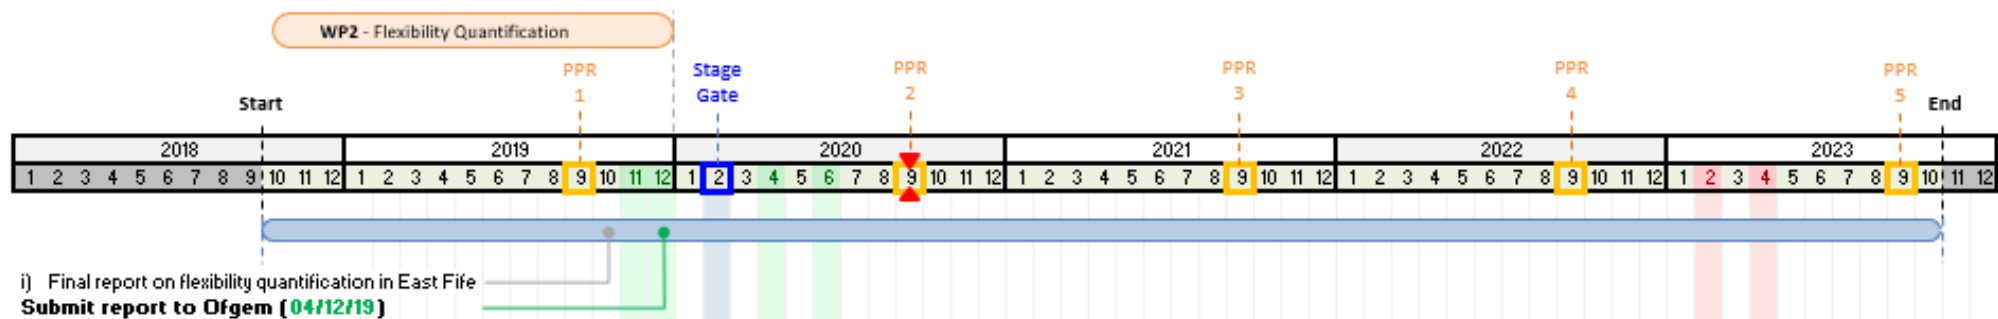 WP2 - Flexibility Quantification
PPR
1
Stage
Gate
PPR
2
PPR
3
PPR
4
PPR
5
Start
End
2018 2019 2020 2021 2022 2023
1 2 3 4 5 6 7 8 9 10 11 12 1 2 3 4 5 6 7 8 9 10 11 12 1 2 3 4 5 6 7 8 9 10 11 12 1 2 3 4 5 6 7 8 9 10 11 12 1 2 3 4 5 6 7 8 9 10 11 12 1 2 3 4 5 6 7 8 9 10 11 12
i) Final report on flexibility quantification in East Fife
Submit report to Ofgem (04/12/19)